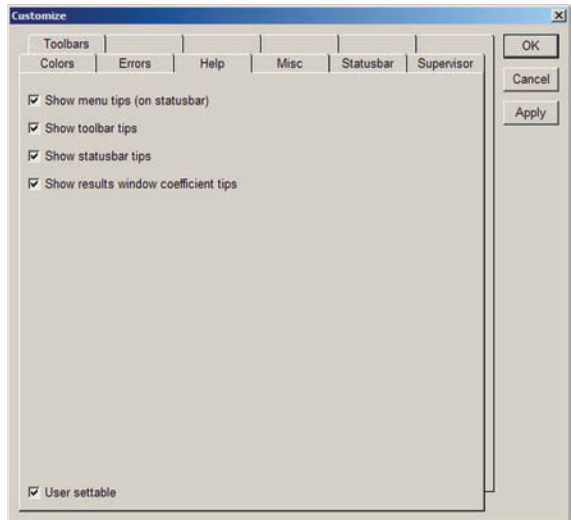 Customize
Toolbars
Colors Errors Help Misc Statusbar Supervisor
OK
Cancel
Apply
Show menu tips (on statusbar)
Show toolbar tips
Show statusbar tips
Show results window coefficient tips
User settable